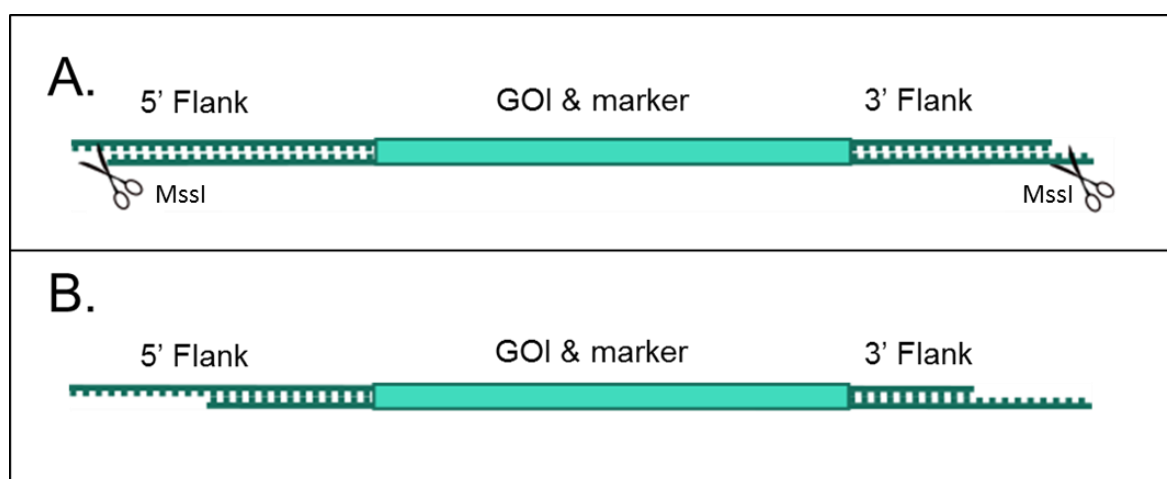 A.
5’ Flank GOI & marker 3’ Flank
MssI MssI
B.
5’ Flank GOI & marker 3’ Flank